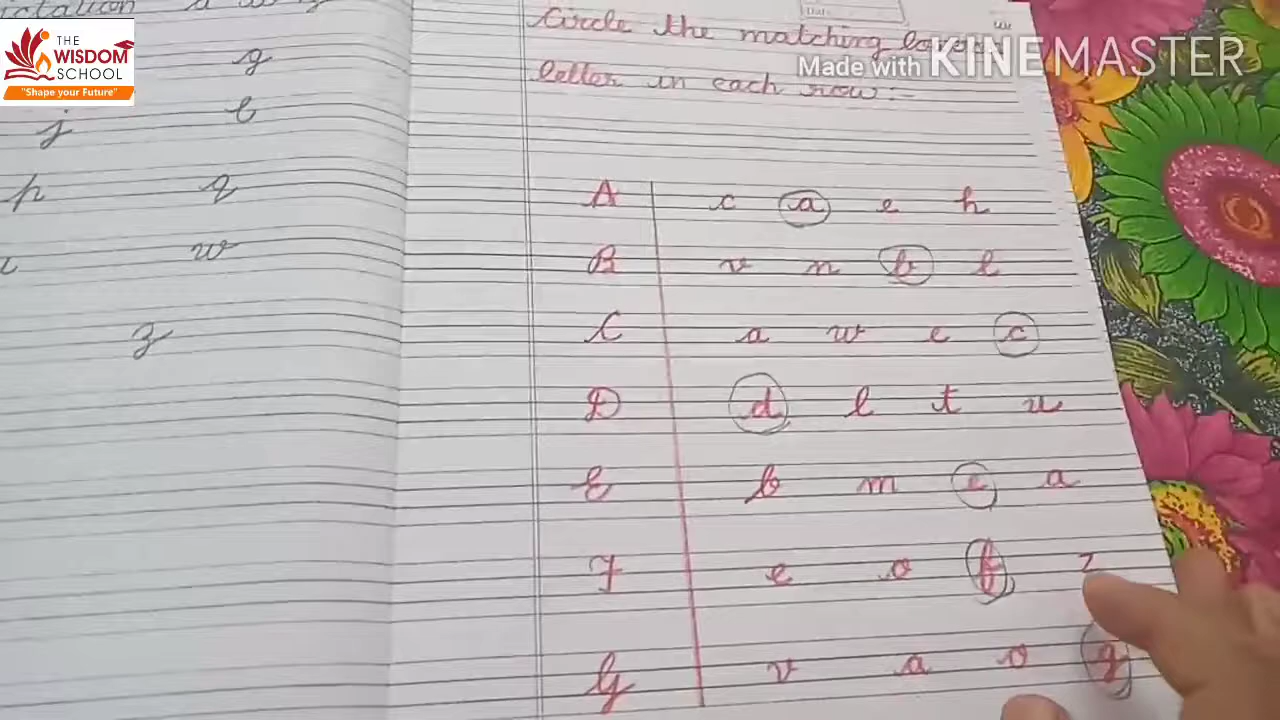 THE
WISDOM
SCHOOL
"Shape your Future"
Made with KINEMASTER
g
j t
p q
w
z
Circle the matching
letter in each row:-
A c a e h
B v n b l
C a w e c
D d l t u
E b m e a
F e o f
G v a o g